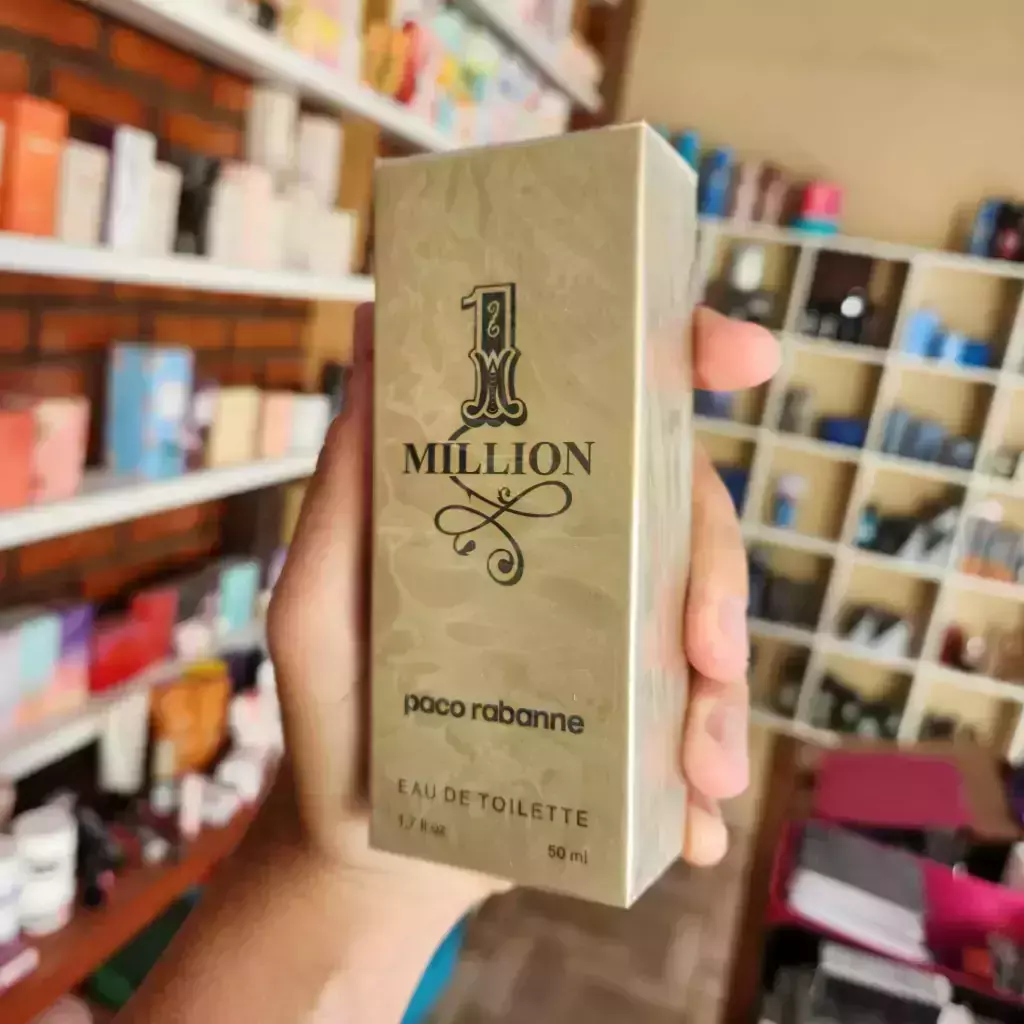 1
MILLION
paco rabanne
EAU DE TOILETTE
1,7 fl.oz
50 ml